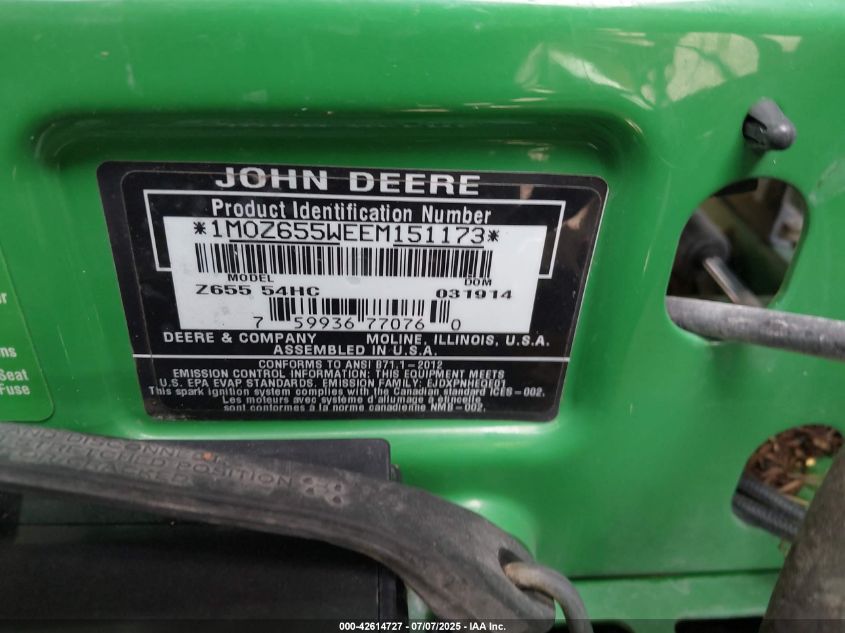 JOHN DEERE
Product Identification Number
*1M0Z655WEEM151173*
MODEL DOM
Z655 54HC 031914
7 59936 77076 0
DEERE & COMPANY MOLINE, ILLINOIS, U.S.A.
ASSEMBLED IN U.S.A.
CONFORMS TO ANSI B71.1-2012
EMISSION CONTROL INFORMATION: THIS EQUIPMENT MEETS
U.S. EPA EVAP STANDARDS. EMISSION FAMILY: EJDXPNHEQE01
This spark ignition system complies with the Canadian standard ICES-002.
Les moteurs avec système d'allumage à étincelle
sont conformes à la norme canadienne NMB-002.
Seat
Fuse
POSITION
000-42614727 - 07/07/2025 - IAA Inc.